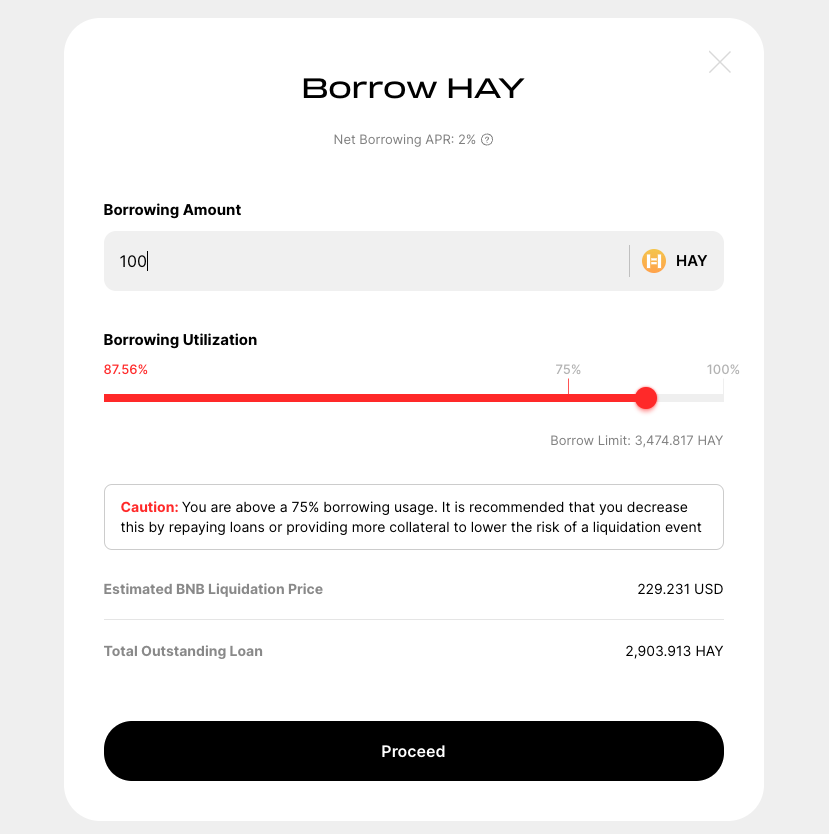 Borrow HAY
Net Borrowing APR: 2%
Borrowing Amount
100
HAY
Borrowing Utilization
87.56%
75%
100%
Borrow Limit: 3,474.817 HAY
Caution: You are above a 75% borrowing usage. It is recommended that you decrease
this by repaying loans or providing more collateral to lower the risk of a liquidation event
Estimated BNB Liquidation Price
229.231 USD
Total Outstanding Loan
2,903.913 HAY
Proceed